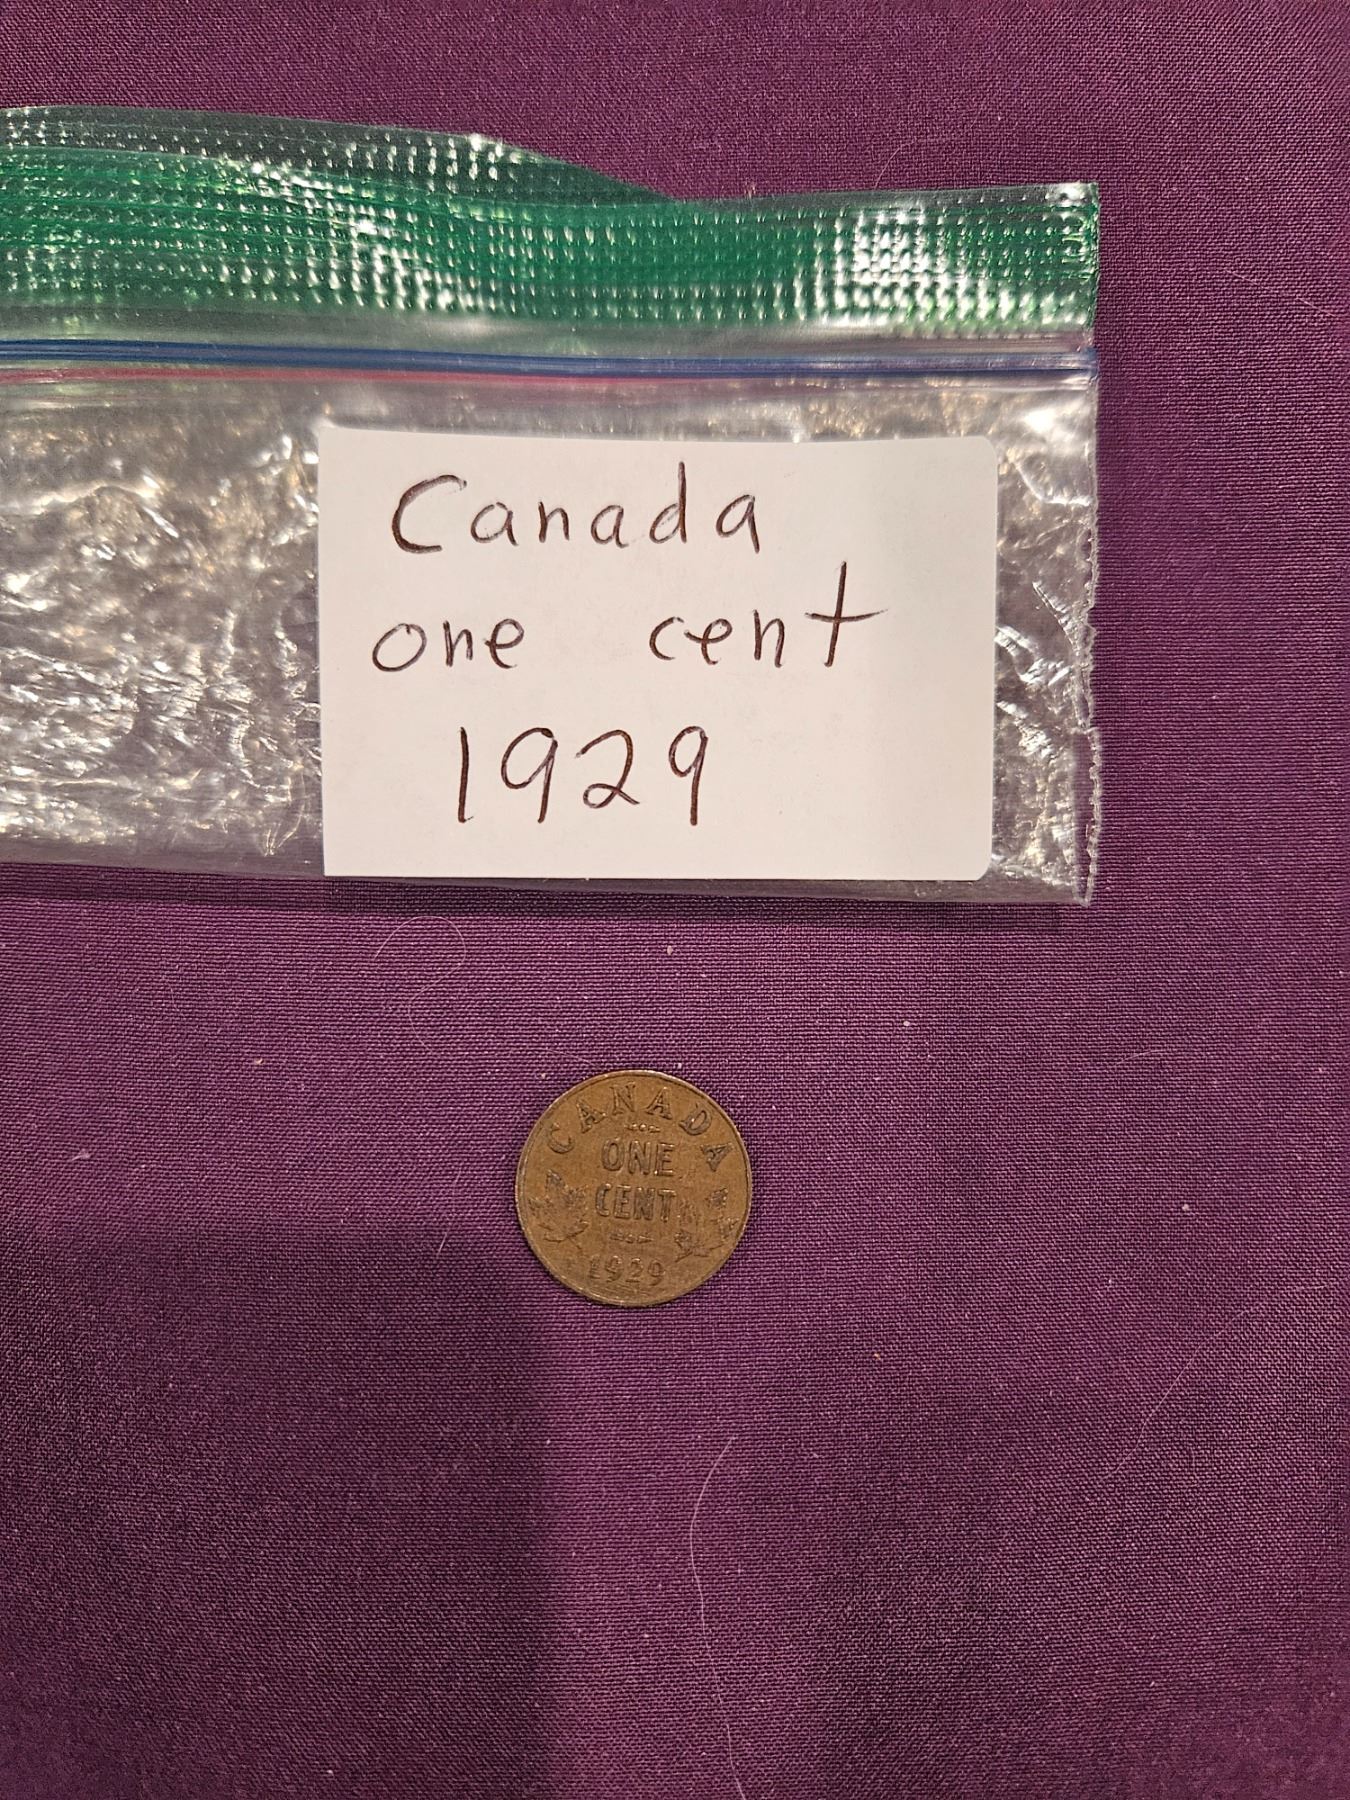 Canada
one cent
1929
CANADA
ONE
CENT
1929